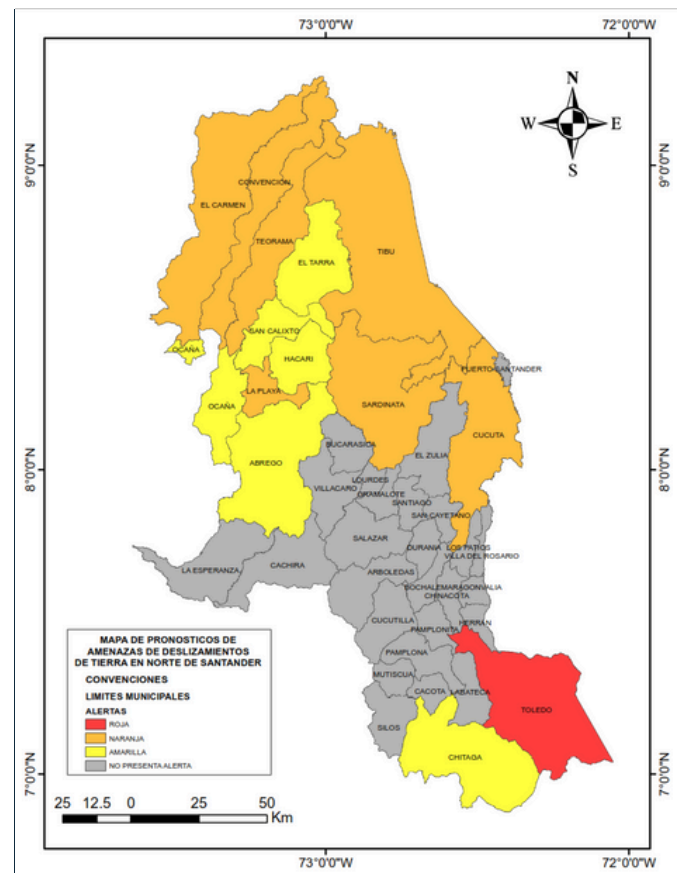 73°0'0"W
72°0'0"W
N
W
E
S
9°0'0"N
9°0'0"N
CONVENCION
EL CARMEN
TEORAMA
TIBU
EL TARRA
SAN CALIXTO
OCAÑA
HACARI
PUERTO SANTANDER
LA PLAYA
OCAÑA
SARDINATA
CUCUTA
8°0'0"N
8°0'0"N
BUCARASICA
EL ZULIA
ABREGO
LOURDES
VILLACARO
GRAMALOTE
SANTIAGO
SAN CAYETANO
SALAZAR
DURANIA
LOS PATIOS
VILLA DEL ROSARIO
LA ESPERANZA
CACHIRA
ARBOLEDAS
BOCHALEMA
RAGONVALIA
CHINACOTA
CUCUTILLA
HERRAN
PAMPLONITA
PAMPLONA
MUTISCUA
CACOTA
LABATECA
TOLEDO
SILOS
CHITAGA
7°0'0"N
7°0'0"N
MAPA DE PRONOSTICOS DE
AMENAZAS DE DESLIZAMIENTOS
DE TIERRA EN NORTE DE SANTANDER
CONVENCIONES
LIMITES MUNICIPALES
ALERTAS
ROJA
NARANJA
AMARILLA
NO PRESENTA ALERTA
25 12.5 0 25 50
Km
73°0'0"W
72°0'0"W